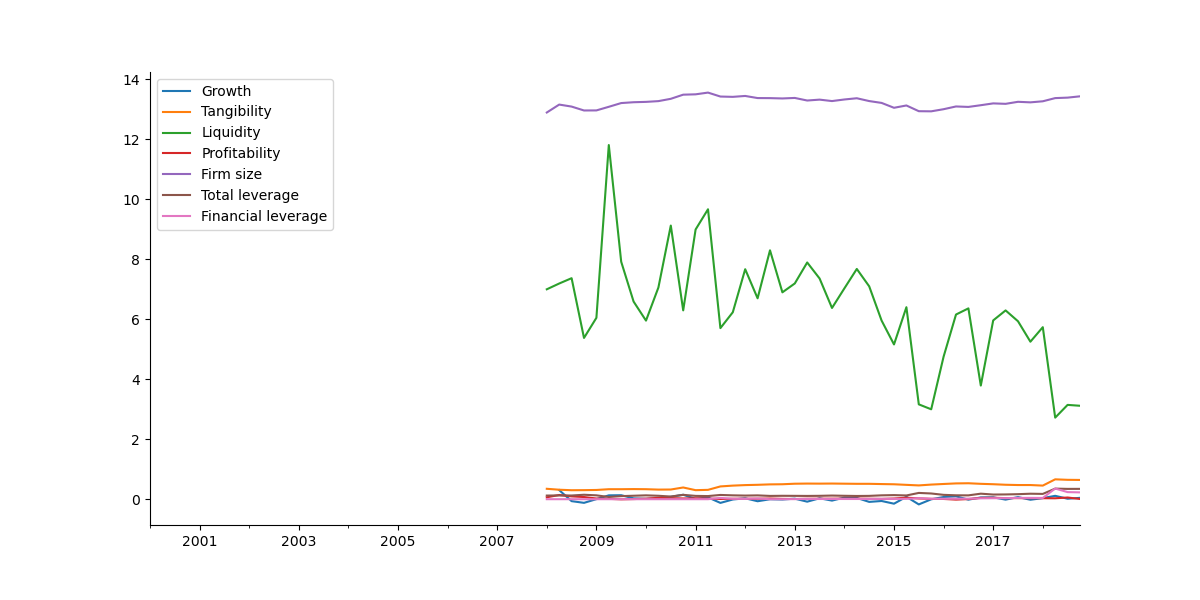 14
12
10
8
6
4
2
0
Growth
Tangibility
Liquidity
Profitability
Firm size
Total leverage
Financial leverage
2001 2003 2005 2007 2009 2011 2013 2015 2017